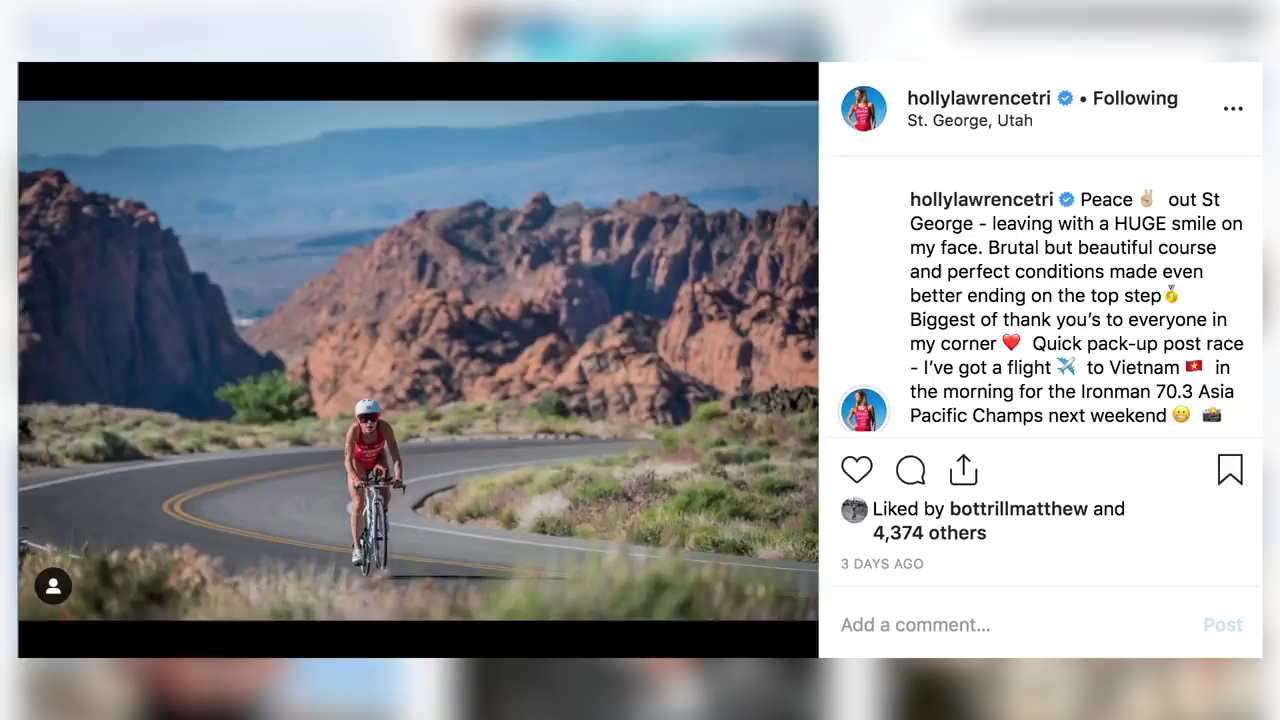 hollylawrencetri • Following
St. George, Utah
hollylawrencetri Peace ✌🏼 out St
George - leaving with a HUGE smile on
my face. Brutal but beautiful course
and perfect conditions made even
better ending on the top step🥇
Biggest of thank you’s to everyone in
my corner ❤️ Quick pack-up post race
- I’ve got a flight ✈️ to Vietnam 🇻🇳 in
the morning for the Ironman 70.3 Asia
Pacific Champs next weekend 😬 📸
Liked by bottrillmatthew and
4,374 others
3 DAYS AGO
Add a comment...
Post